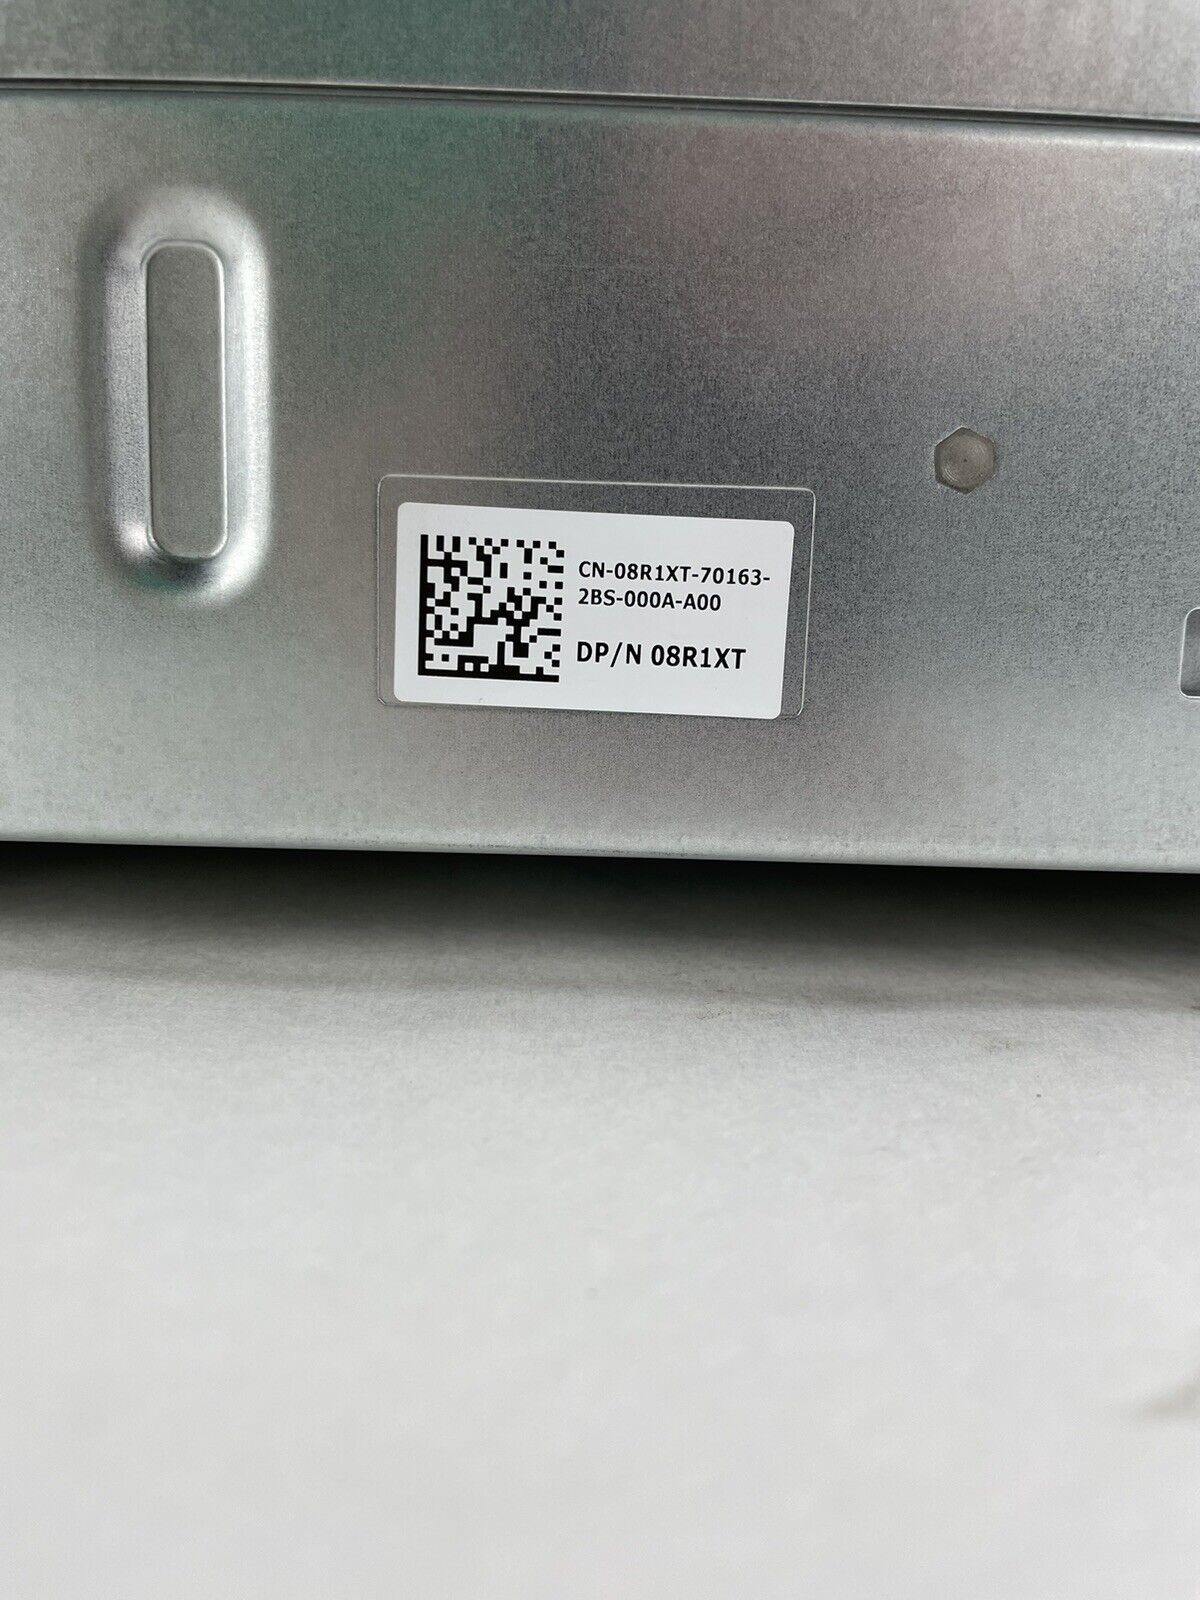 CN-08R1XT-70163-
2BS-000A-A00
DP/N 08R1XT